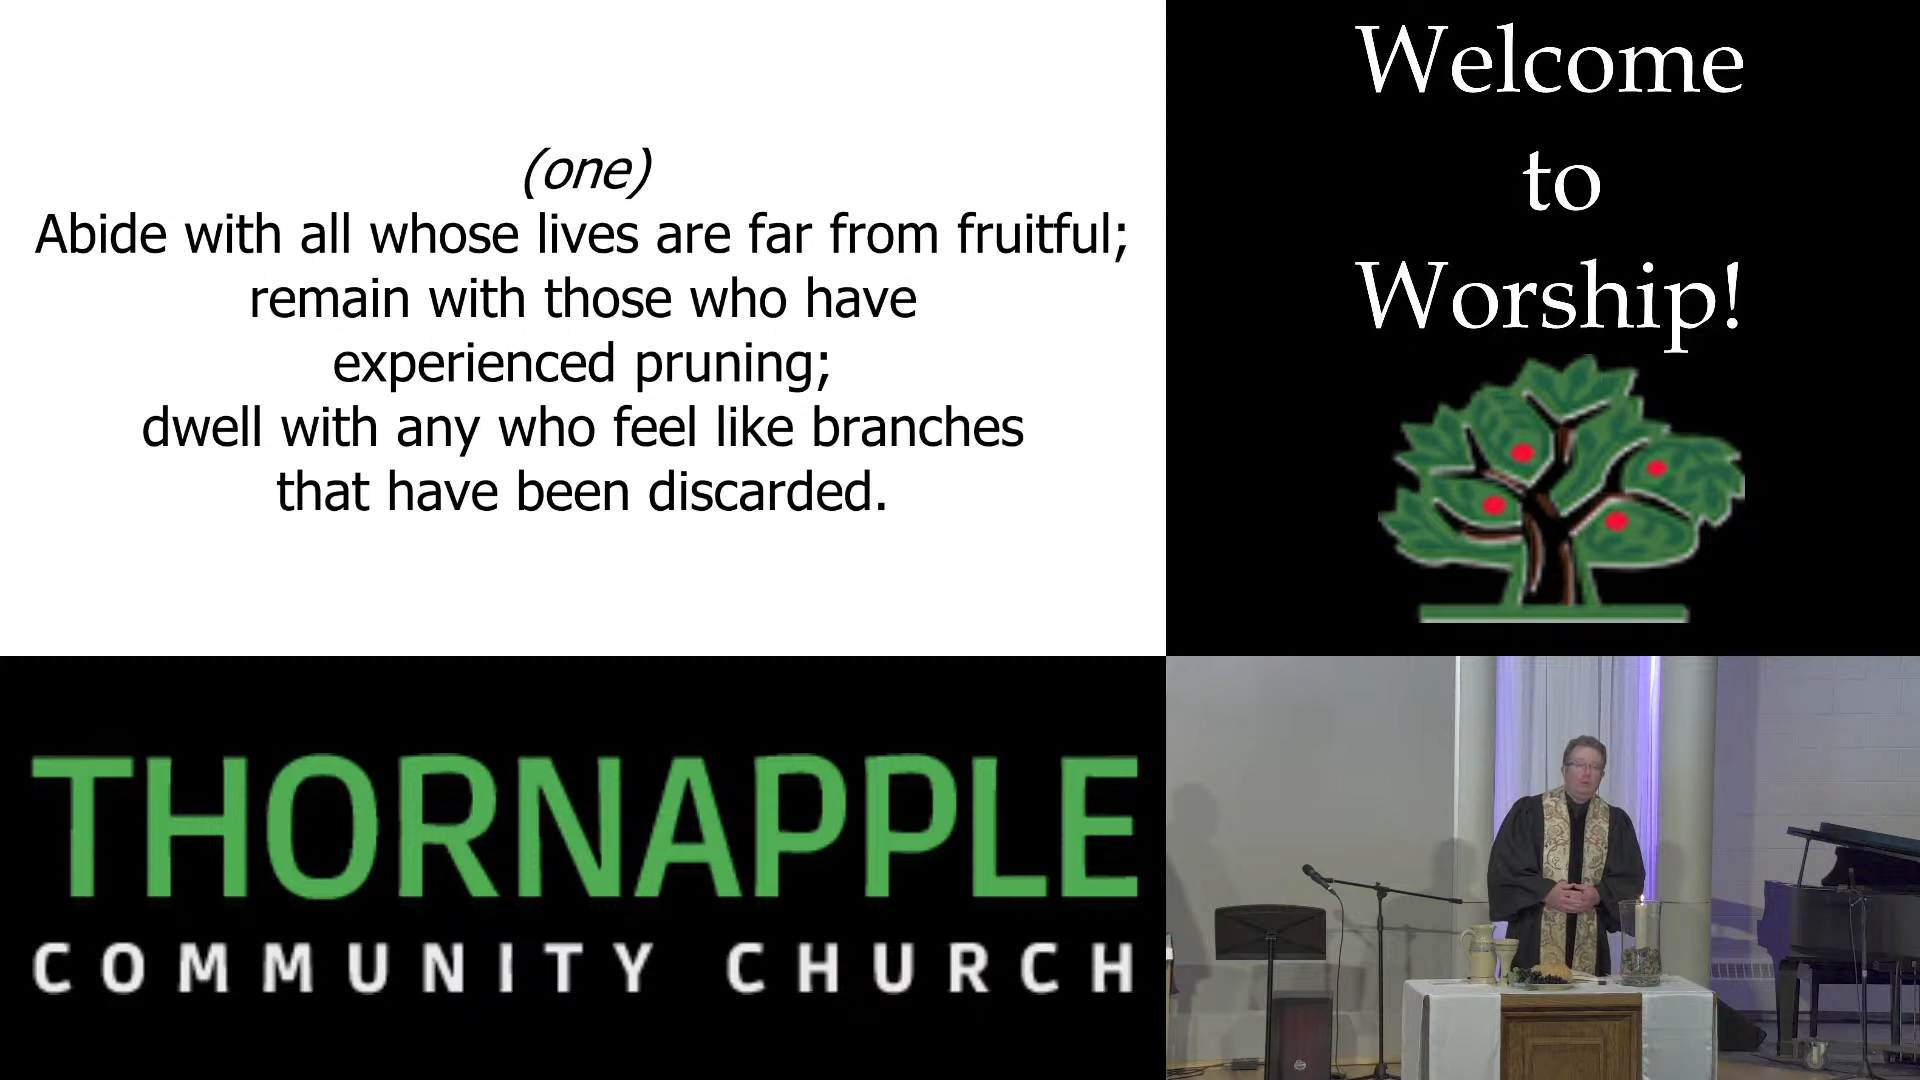 (one)
Abide with all whose lives are far from fruitful;
remain with those who have
experienced pruning;
dwell with any who feel like branches
that have been discarded.
Welcome
to
Worship!
THORNAPPLE
COMMUNITY CHURCH